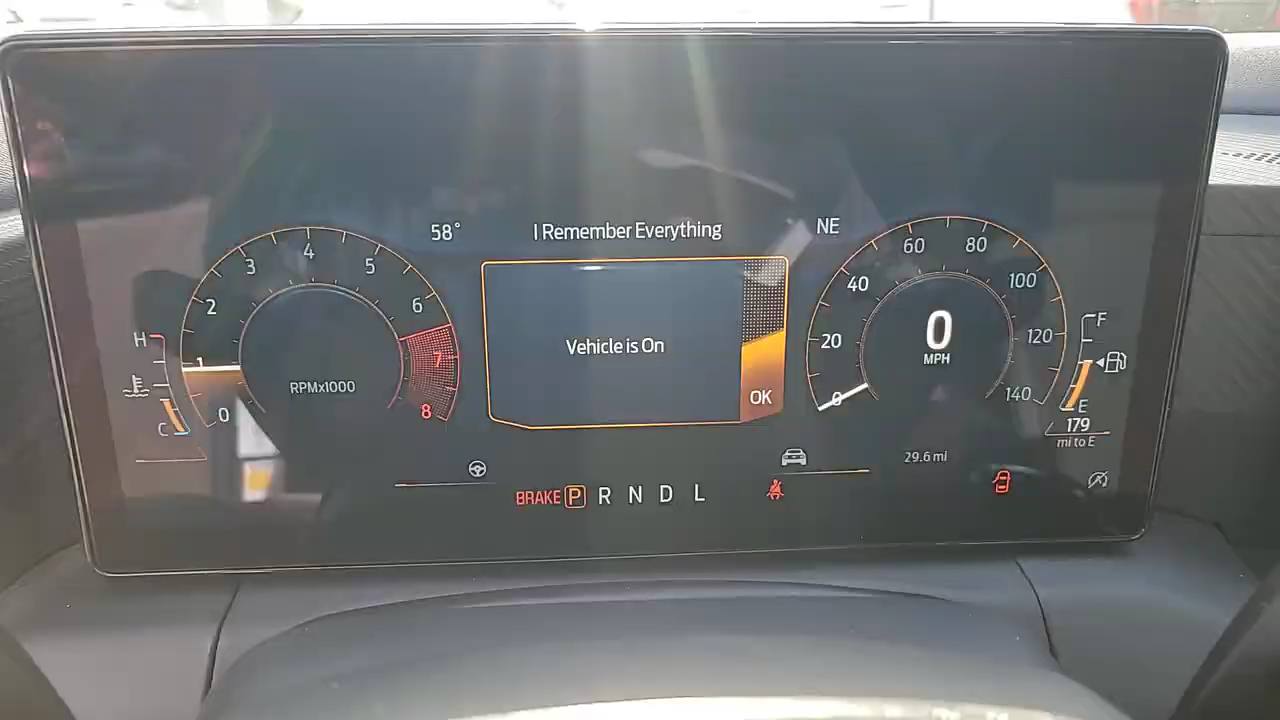 58° I Remember Everything NE
4
3 5
2 6
1 7
0 8
RPMx1000
H
C
Vehicle is On
OK
60 80
40 100
20 120
0 140
0
MPH
F
E
179
mi to E
29.6 mi
BRAKE P R N D L